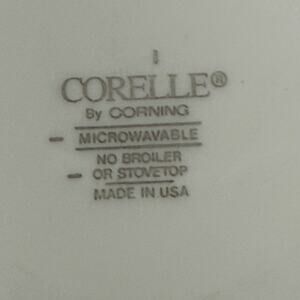 CORELLE®
By CORNING
MICROWAVABLE
NO BROILER
OR STOVETOP
MADE IN USA